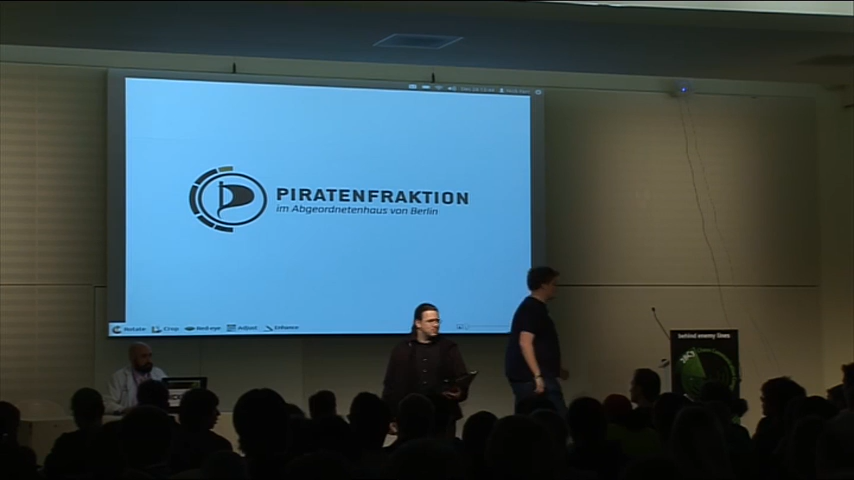 PIRATENFRAKTION
im Abgeordnetenhaus von Berlin
Rotate Crop Red-eye Adjust Enhance
behind enemy lines